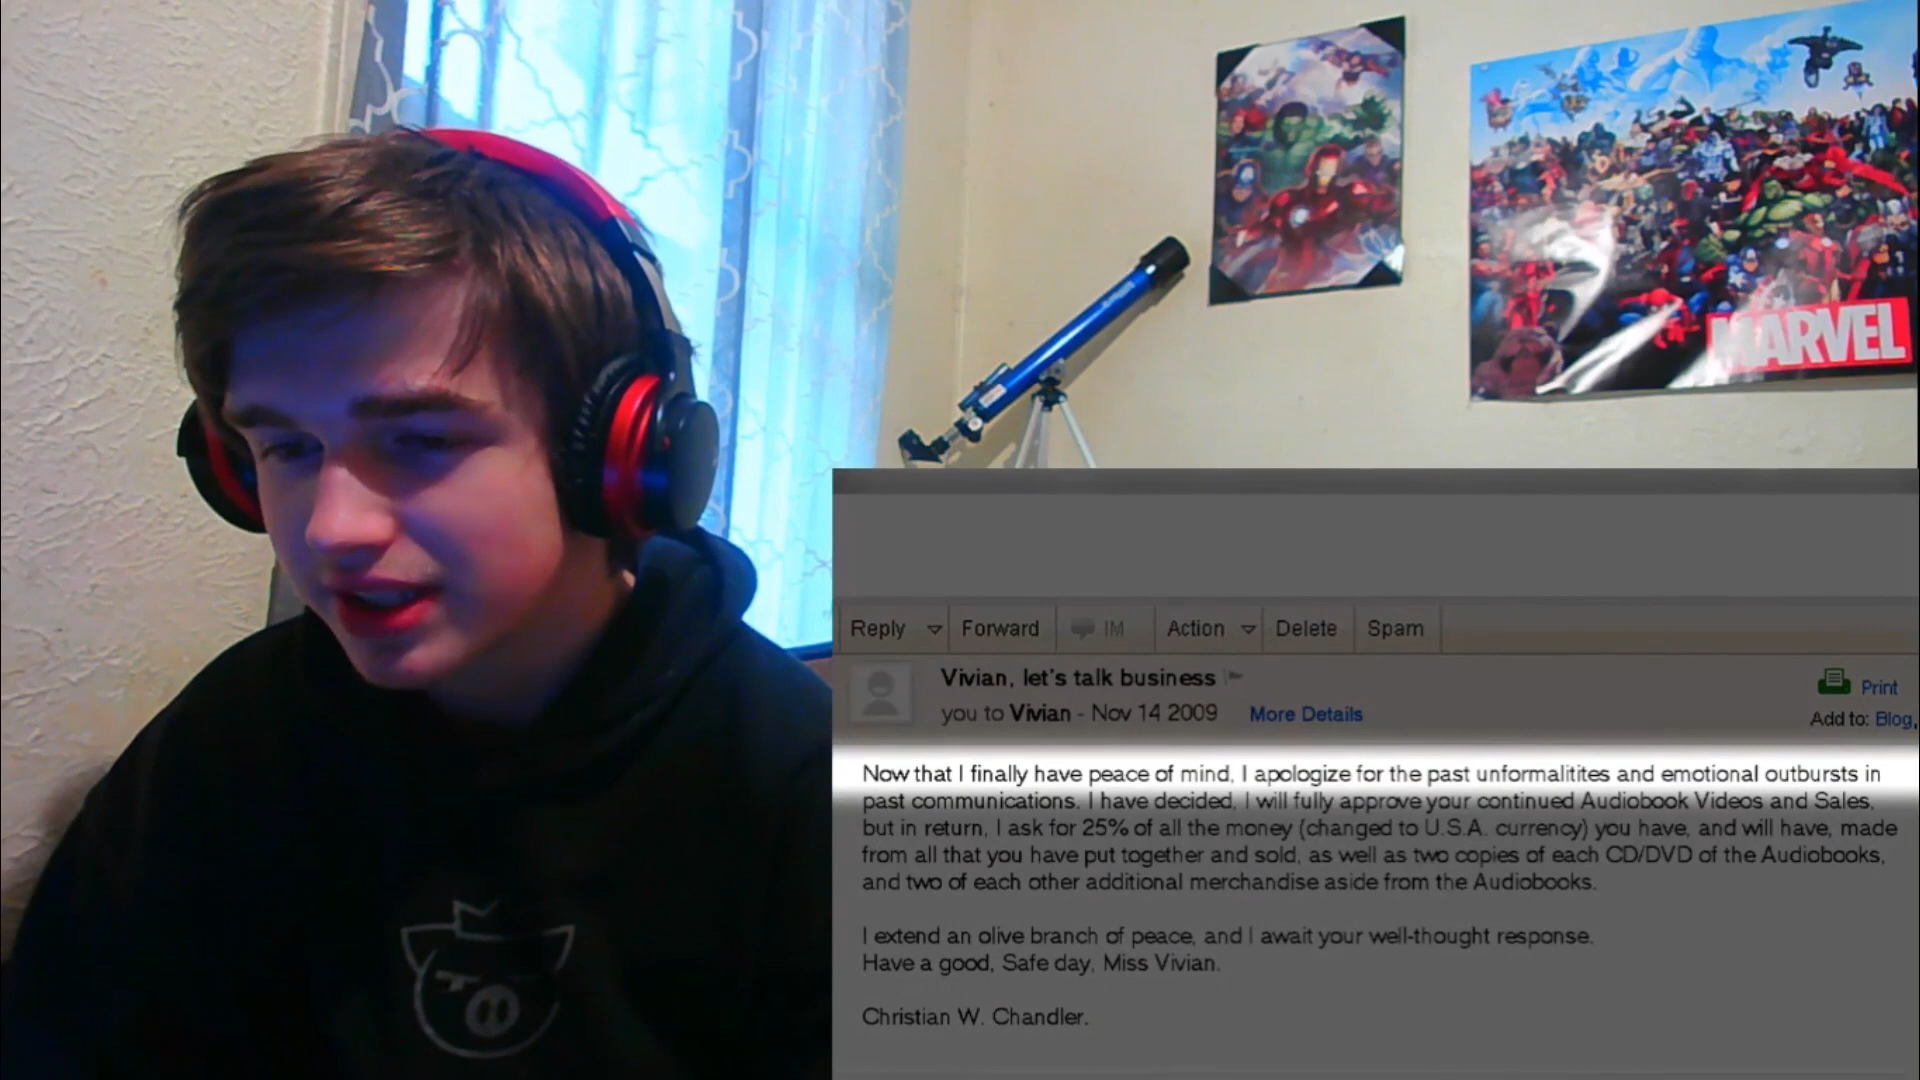 MARVEL
Reply Forward IM Action Delete Spam
Vivian, let's talk business
Print
you to Vivian - Nov 14 2009 More Details
Add to: Blog,
Now that I finally have peace of mind, I apologize for the past unformalitites and emotional outbursts in
past communications. I have decided, I will fully approve your continued Audiobook Videos and Sales,
but in return, I ask for 25% of all the money (changed to U.S.A. currency) you have, and will have, made
from all that you have put together and sold, as well as two copies of each CD/DVD of the Audiobooks,
and two of each other additional merchandise aside from the Audiobooks.
I extend an olive branch of peace, and I await your well-thought response.
Have a good, Safe day, Miss Vivian.
Christian W. Chandler.